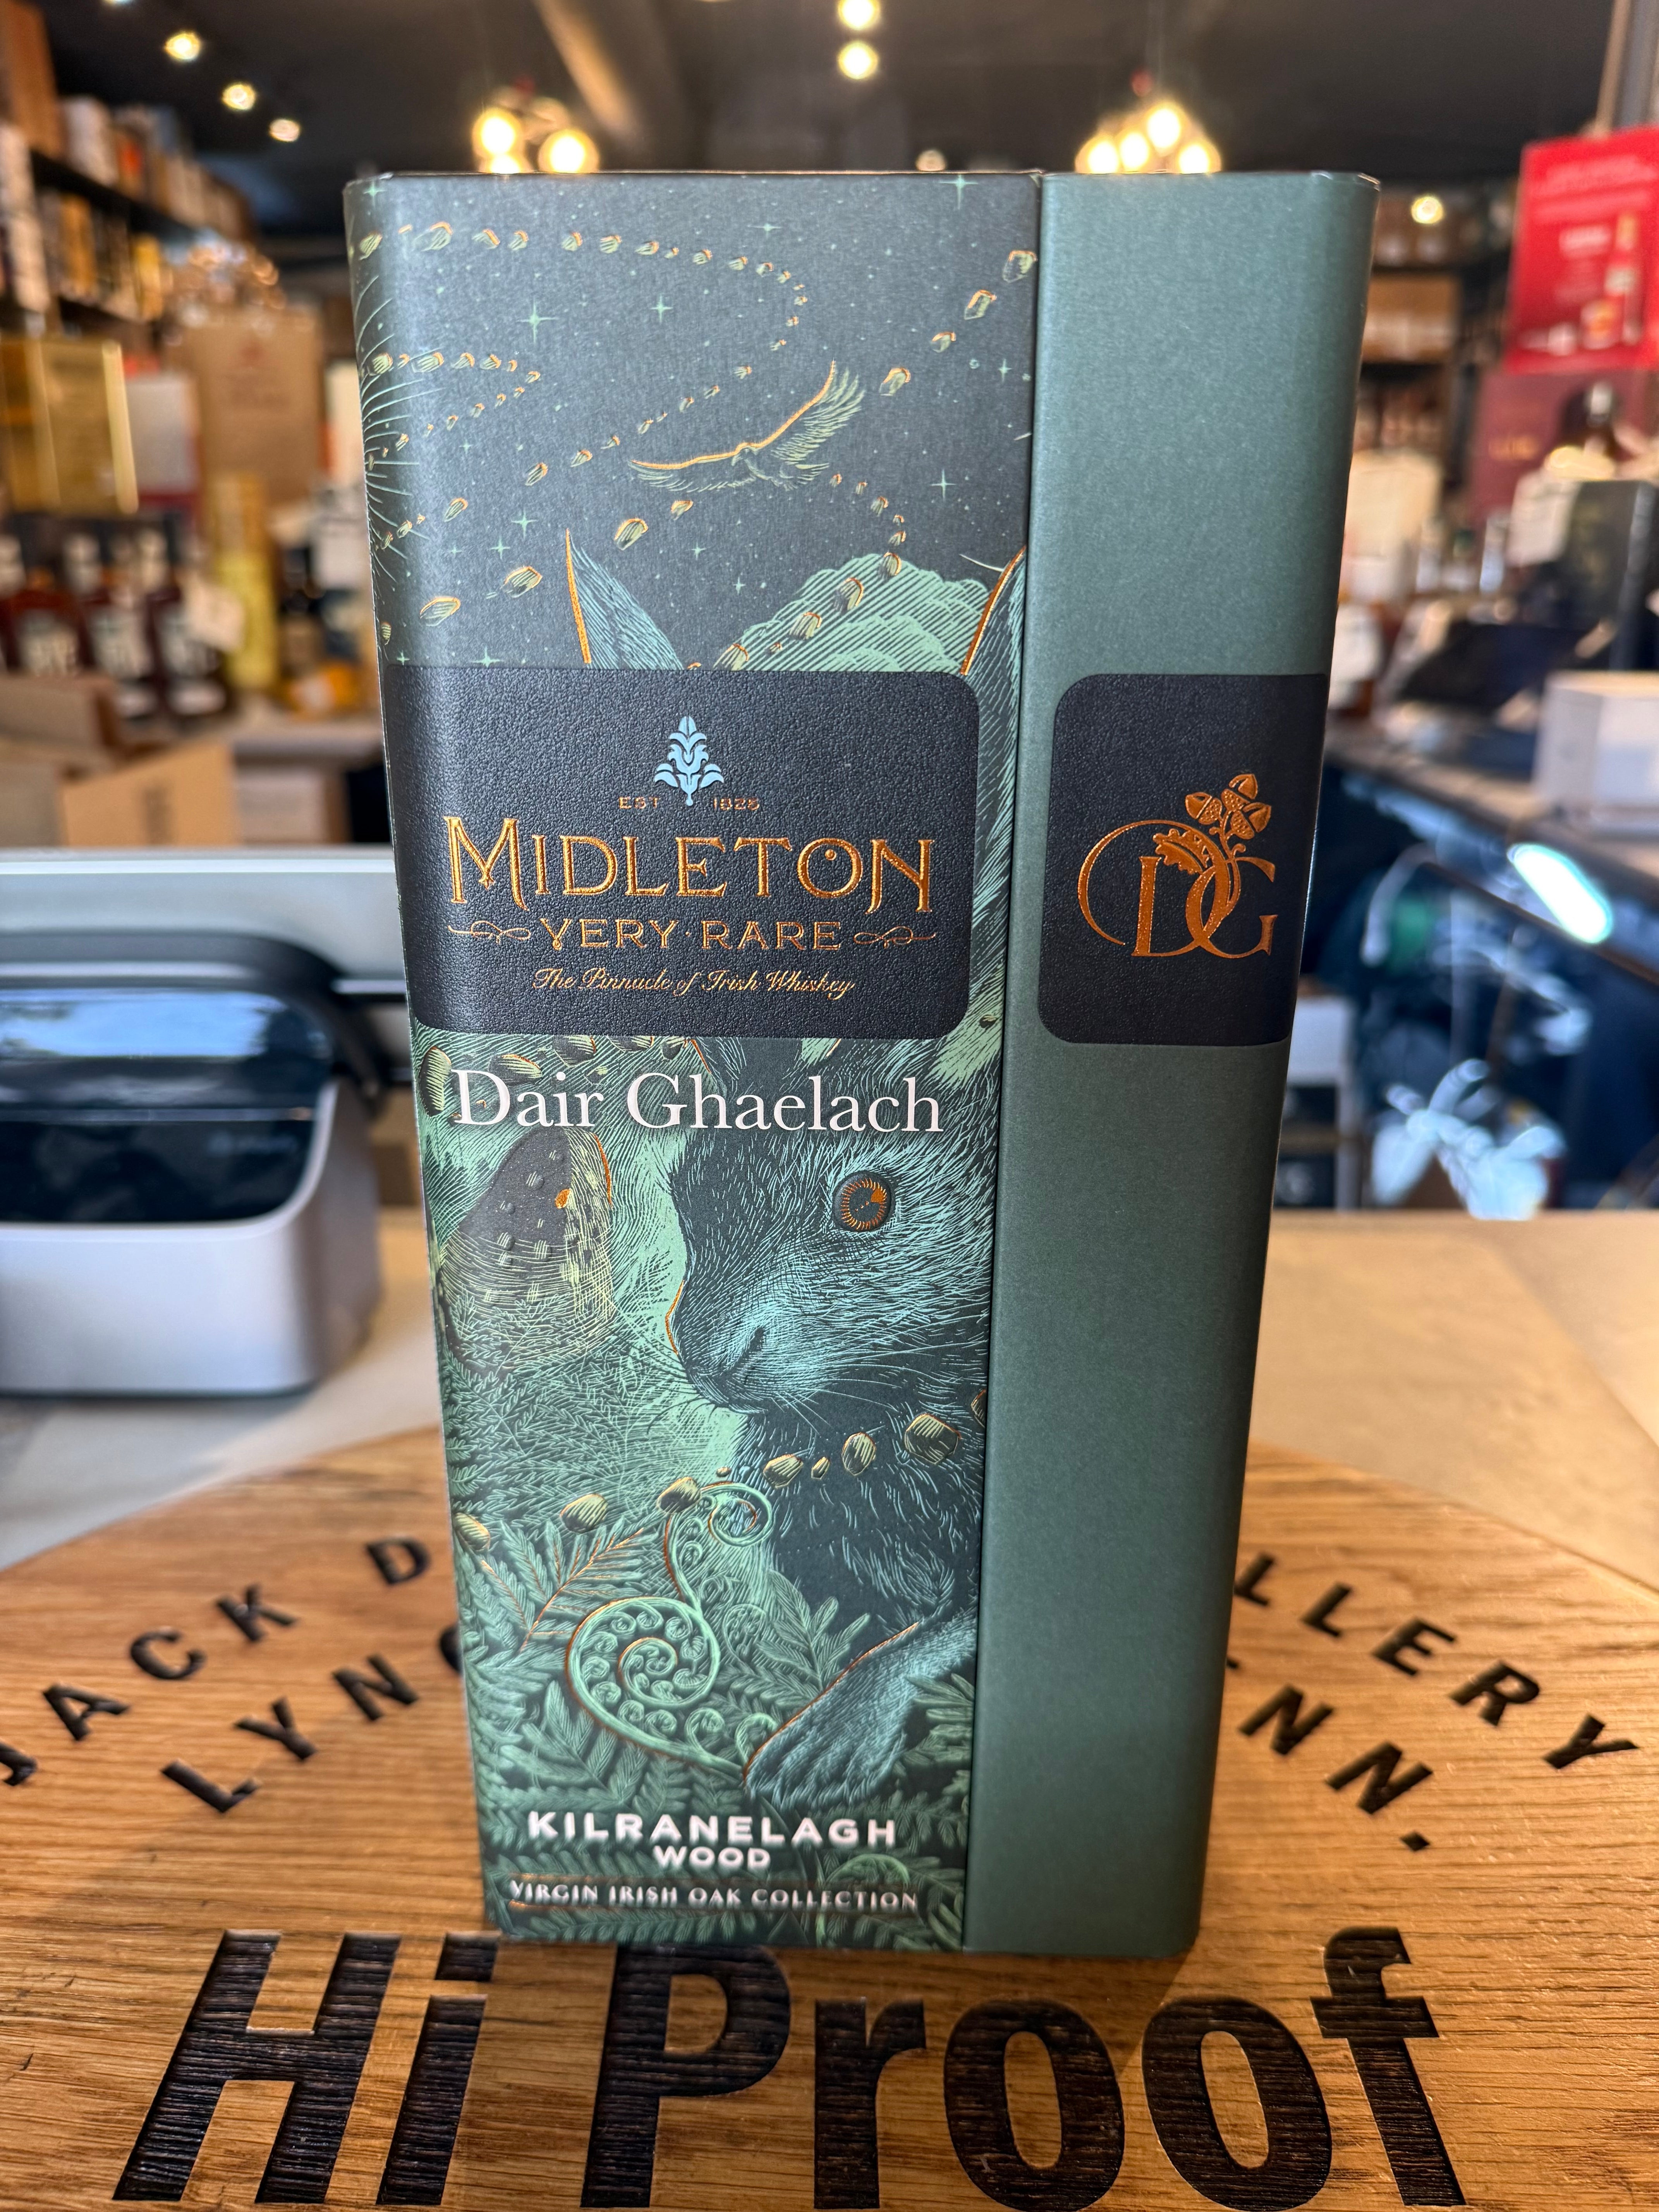 EST 1825
MIDLETON
VERY RARE
The Pinnacle of Irish Whiskey
DG
Dair Ghaelach
KILRANELAGH
WOOD
VIRGIN IRISH OAK COLLECTION
JACK D LLERY
LYNC NN.
Hi Proof